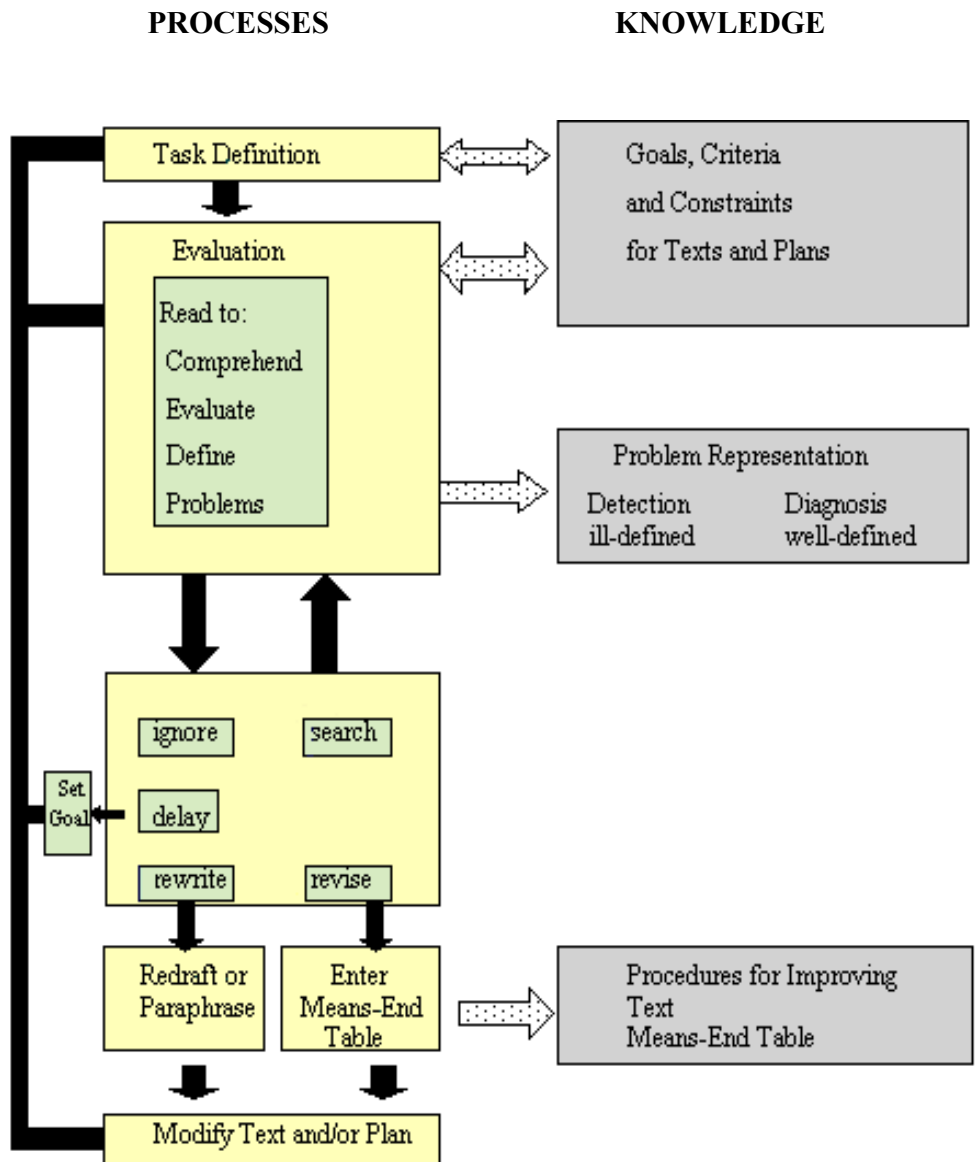 PROCESSES
KNOWLEDGE
Task Definition
Goals, Criteria
and Constraints
for Texts and Plans
Evaluation
Read to:
Comprehend
Evaluate
Define
Problems
Problem Representation
Detection
ill-defined
Diagnosis
well-defined
ignore
search
Set
Goal
delay
rewrite
revise
Redraft or
Paraphrase
Enter
Means-End
Table
Procedures for Improving
Text
Means-End Table
Modify Text and/or Plan